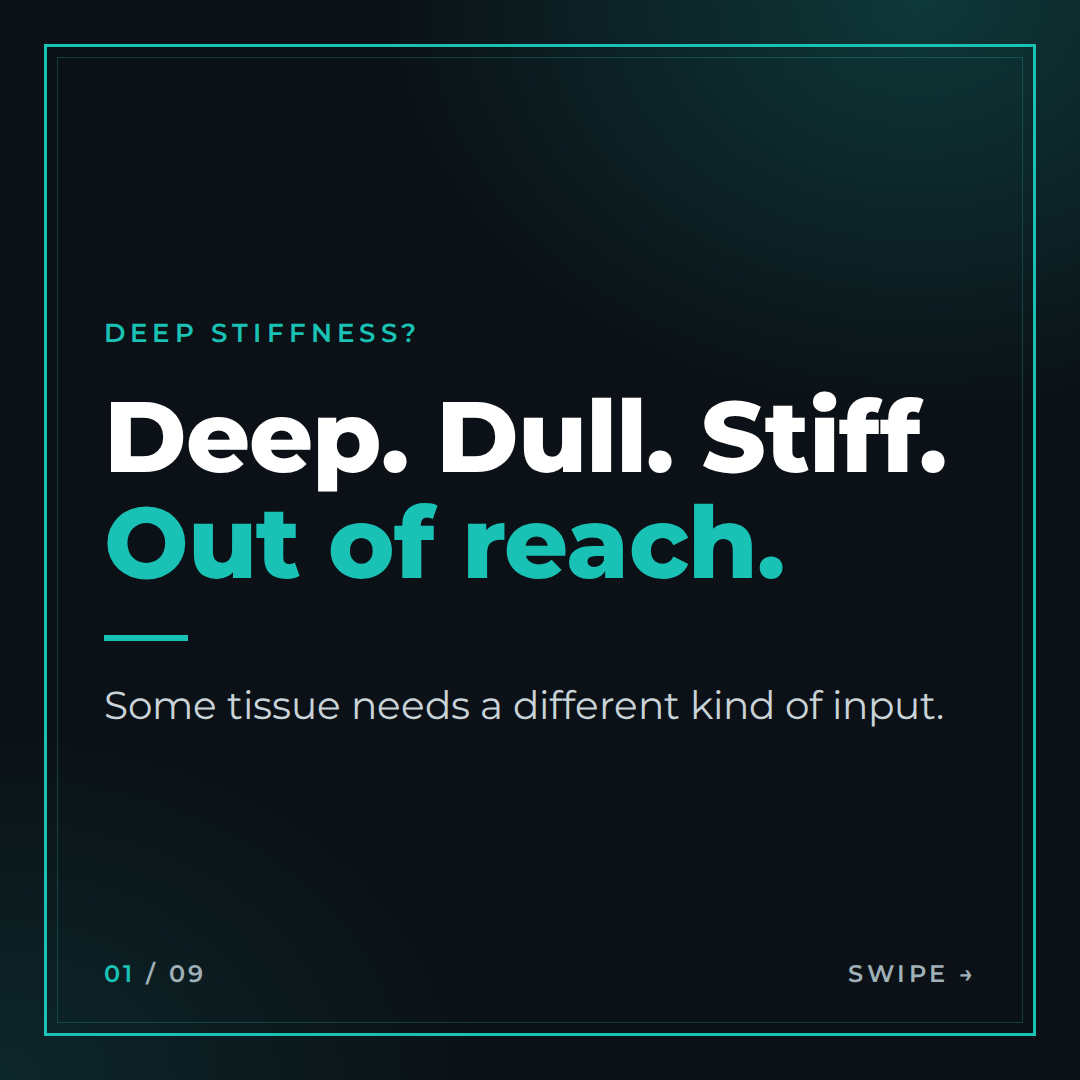 DEEP STIFFNESS?
Deep. Dull. Stiff.
Out of reach.
Some tissue needs a different kind of input.
01 / 09
SWIPE →